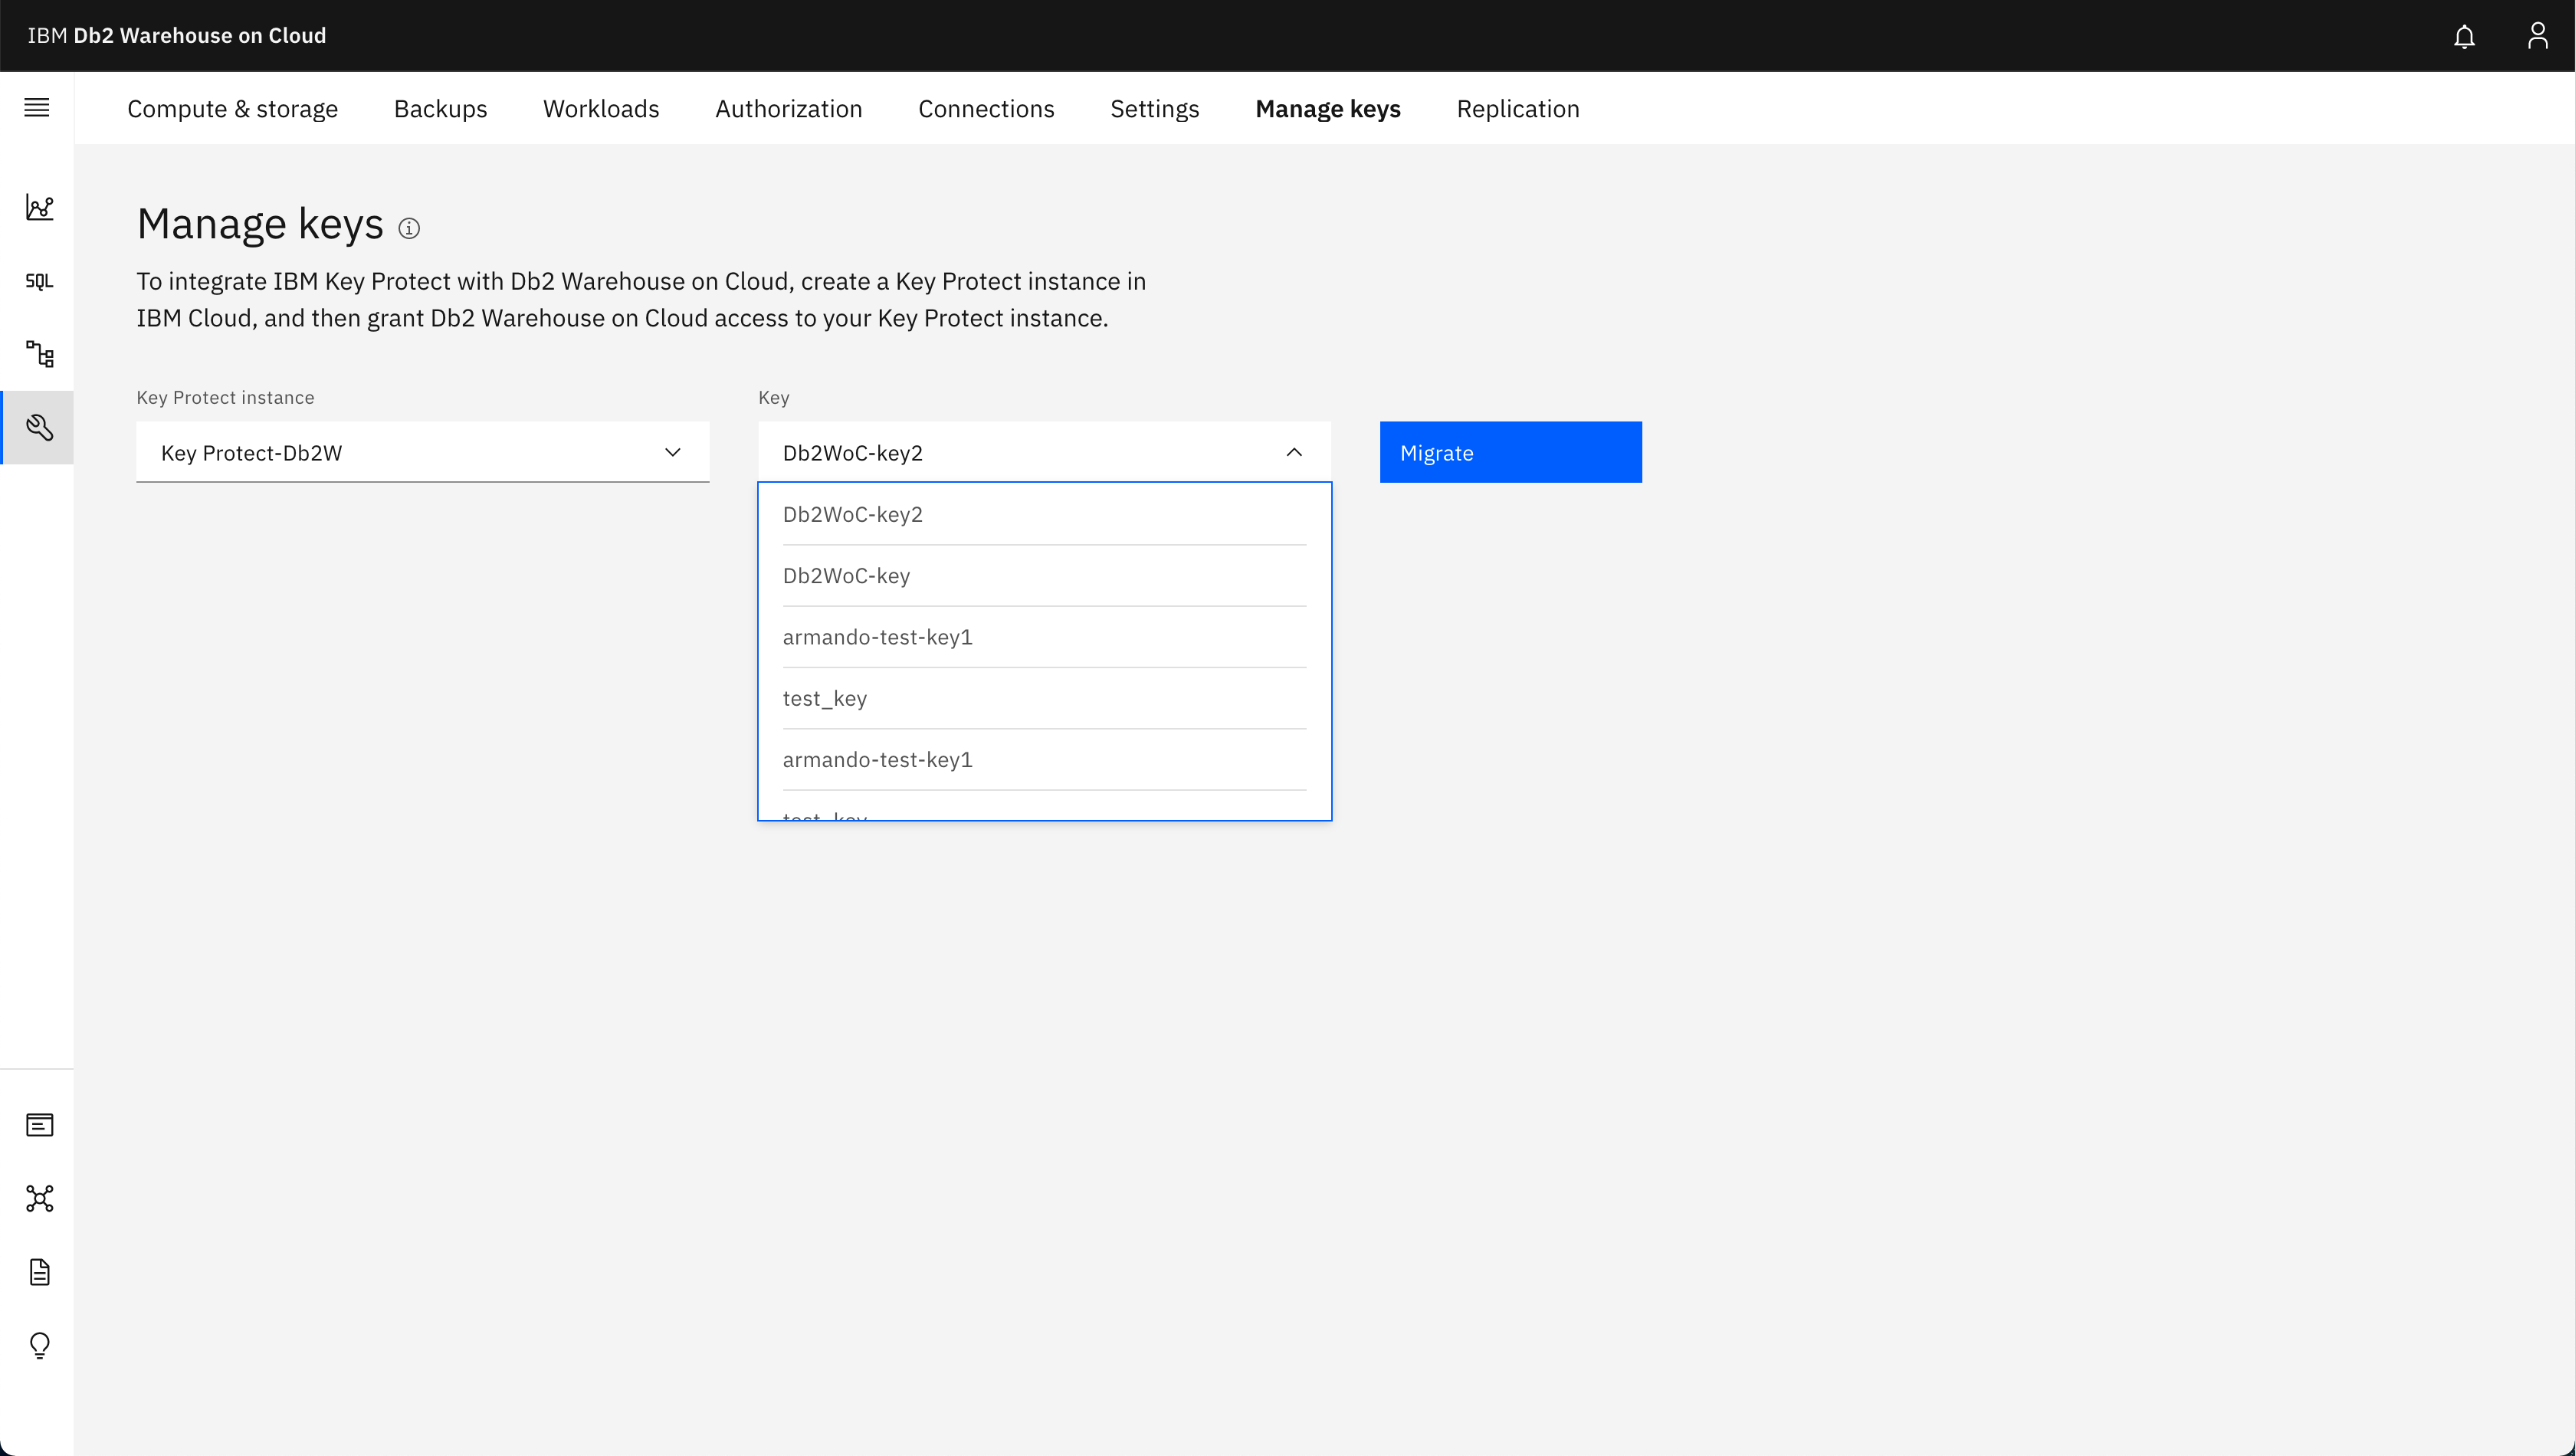 IBM Db2 Warehouse on Cloud
Compute & storage Backups Workloads Authorization Connections Settings Manage keys Replication
Manage keys
To integrate IBM Key Protect with Db2 Warehouse on Cloud, create a Key Protect instance in
IBM Cloud, and then grant Db2 Warehouse on Cloud access to your Key Protect instance.
SQL
Key Protect instance
Key
Key Protect-Db2W
Db2WoC-key2
Migrate
Db2WoC-key2
Db2WoC-key
armando-test-key1
test_key
armando-test-key1
test_key